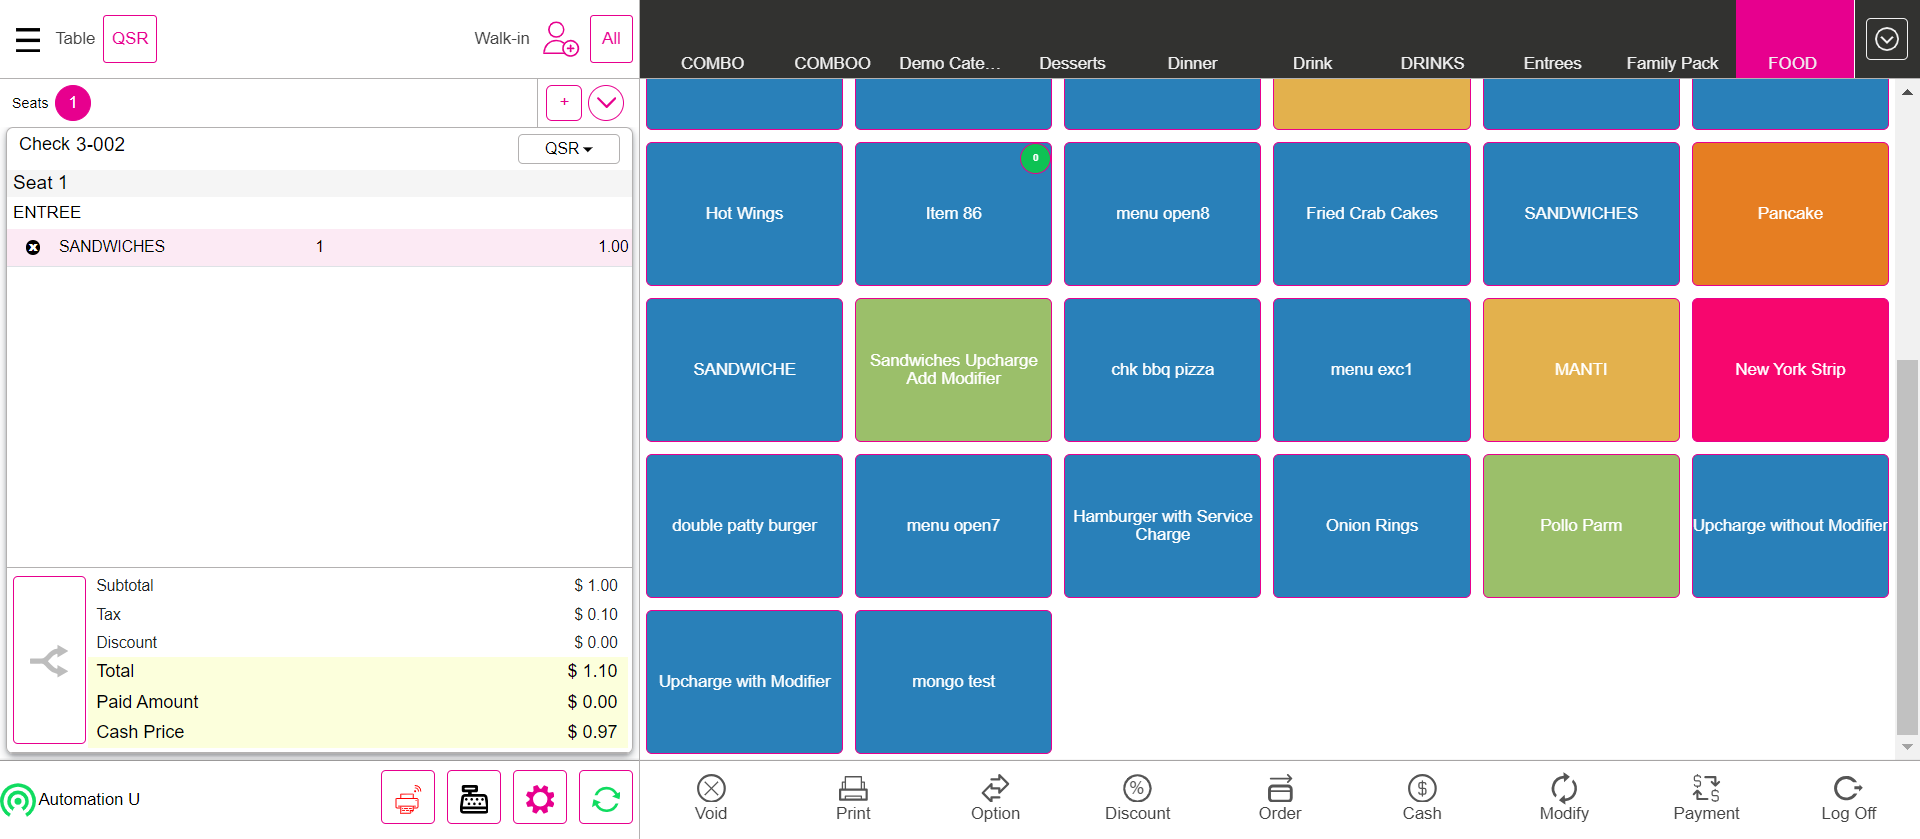 Table QSR Walk-in All
COMBO COMBOO Demo Cate... Desserts Dinner Drink DRINKS Entrees Family Pack FOOD
Seats 1 +
Check 3-002 QSR
Seat 1
ENTREE
SANDWICHES 1 1.00
Subtotal $ 1.00
Tax $ 0.10
Discount $ 0.00
Total $ 1.10
Paid Amount $ 0.00
Cash Price $ 0.97
Automation U
0
Hot Wings Item 86 menu open8 Fried Crab Cakes SANDWICHES Pancake
SANDWICHE Sandwiches Upcharge chk bbq pizza menu exc1 MANTI New York Strip
Add Modifier
double patty burger menu open7 Hamburger with Service Onion Rings Pollo Parm Upcharge without Modifier
Charge
Upcharge with Modifier mongo test
Void Print Option Discount Order Cash Modify Payment Log Off